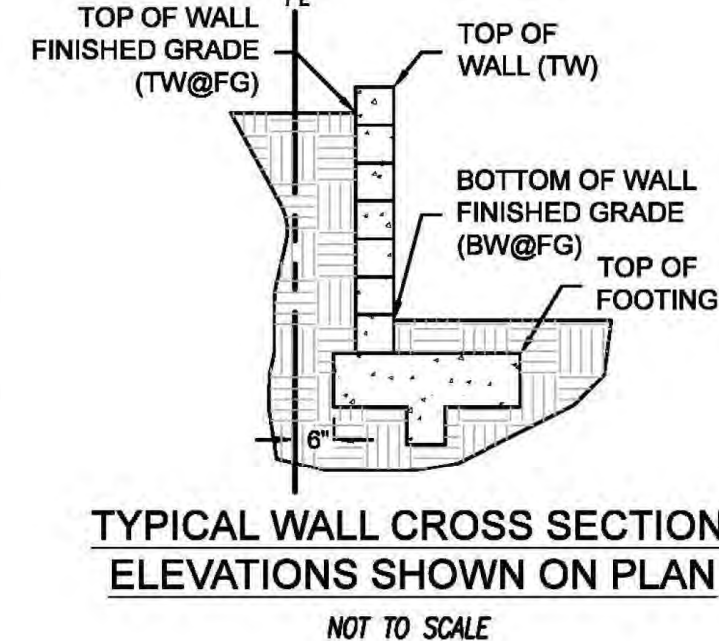 TOP OF WALL
FINISHED GRADE
(TW@FG)
TOP OF
WALL (TW)
BOTTOM OF WALL
FINISHED GRADE
(BW@FG)
TOP OF
FOOTING
6"
TYPICAL WALL CROSS SECTION
ELEVATIONS SHOWN ON PLAN
NOT TO SCALE